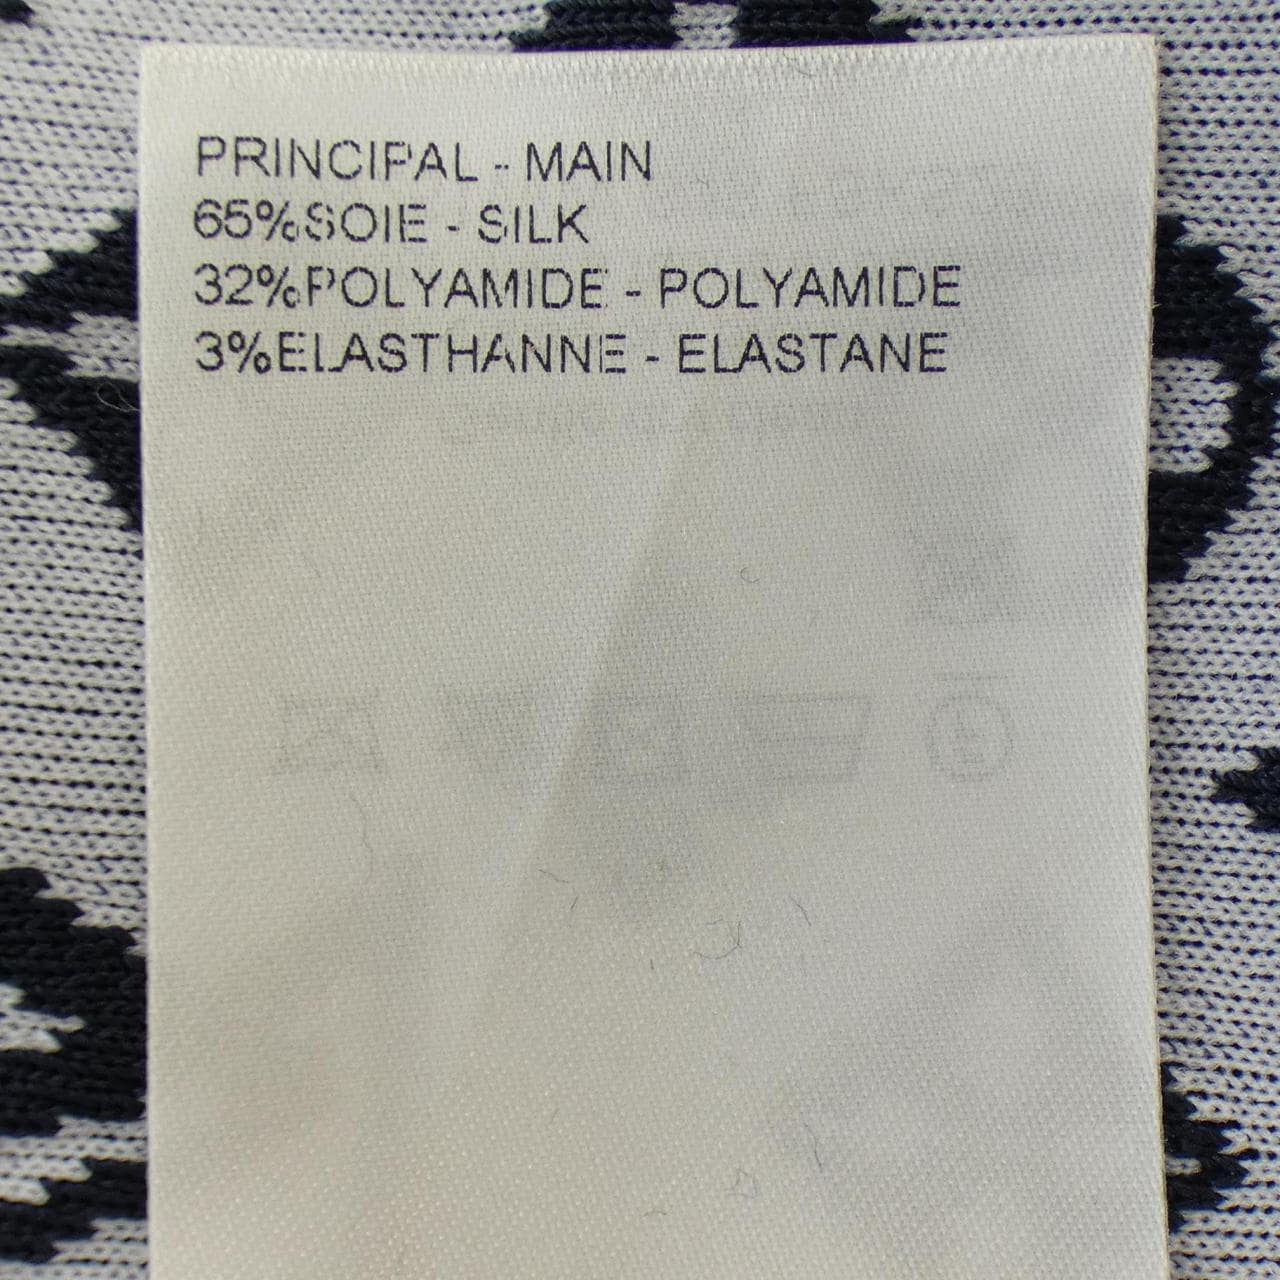 PRINCIPAL - MAIN
65%SOIE - SILK
32%POLYAMIDE - POLYAMIDE
3%ELASTHANNE - ELASTANE